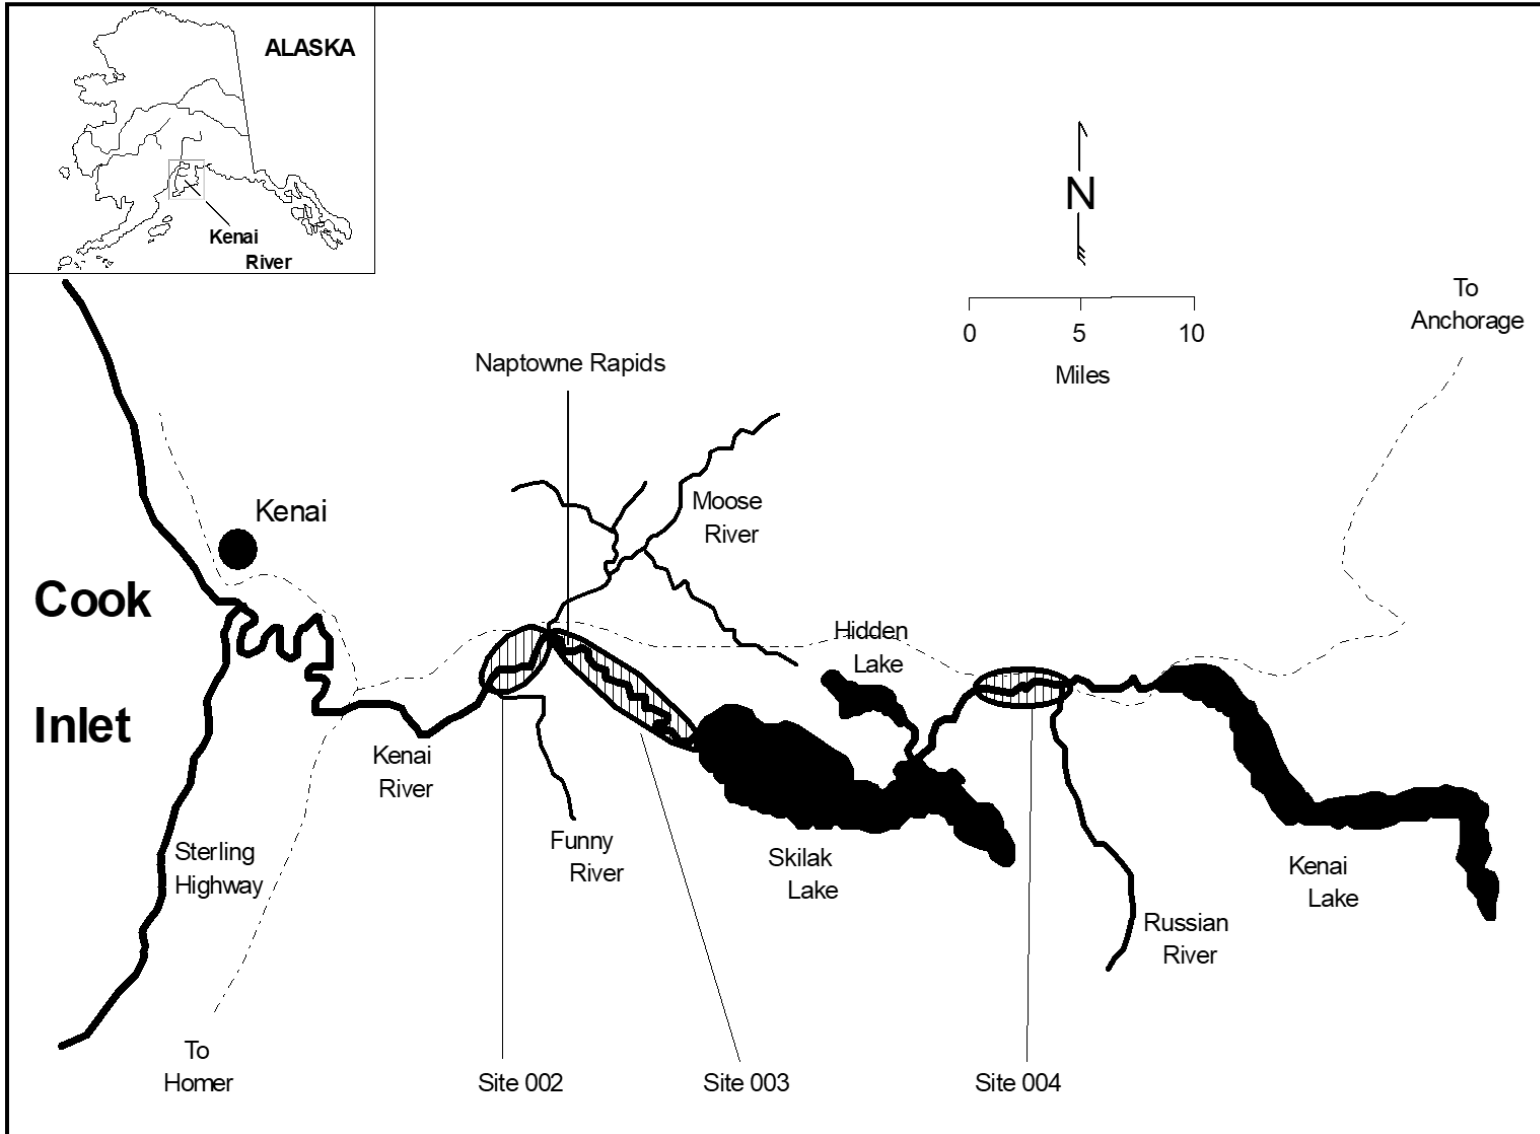 ALASKA
Kenai
River
N
0 5 10
Miles
To
Anchorage
Naptowne Rapids
Moose
River
Kenai
Cook
Inlet
Hidden
Lake
Kenai
River
Funny
River
Skilak
Lake
Sterling
Highway
Kenai
Lake
Russian
River
To
Homer
Site 002
Site 003
Site 004